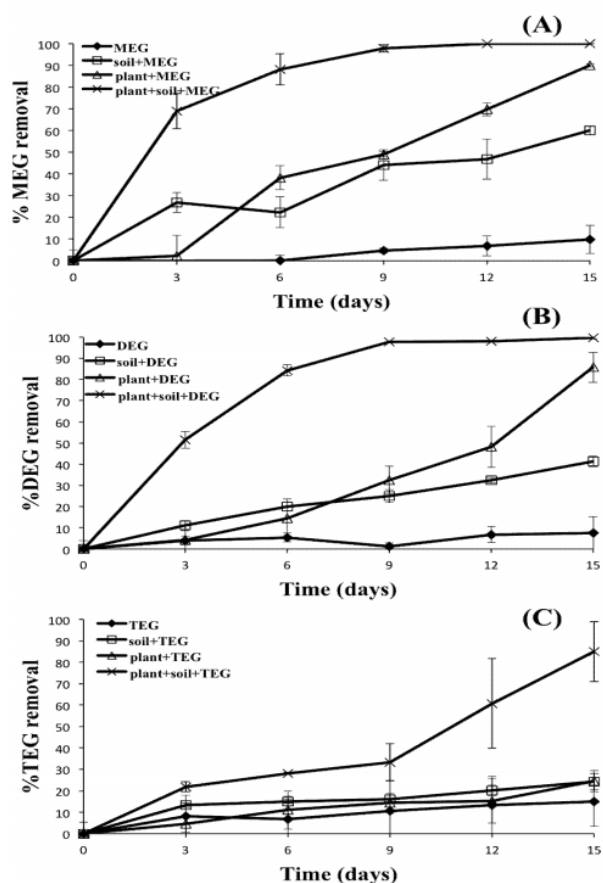 (A)
% MEG removal
100
90
80
70
60
50
40
30
20
10
0
MEG
soil+MEG
plant+MEG
plant+soil+MEG
0 3 6 9 12 15
Time (days)
(B)
%DEG removal
100
80
60
50
40
30
20
10
0
DEG
soil+DEG
plant+DEG
plant+soil+DEG
0 3 6 9 12 15
Time (days)
(C)
%TEG removal
100
90
80
70
60
50
40
30
20
10
0
TEG
soil+TEG
plant+TEG
plant+soil+TEG
0 3 6 9 12 15
Time (days)